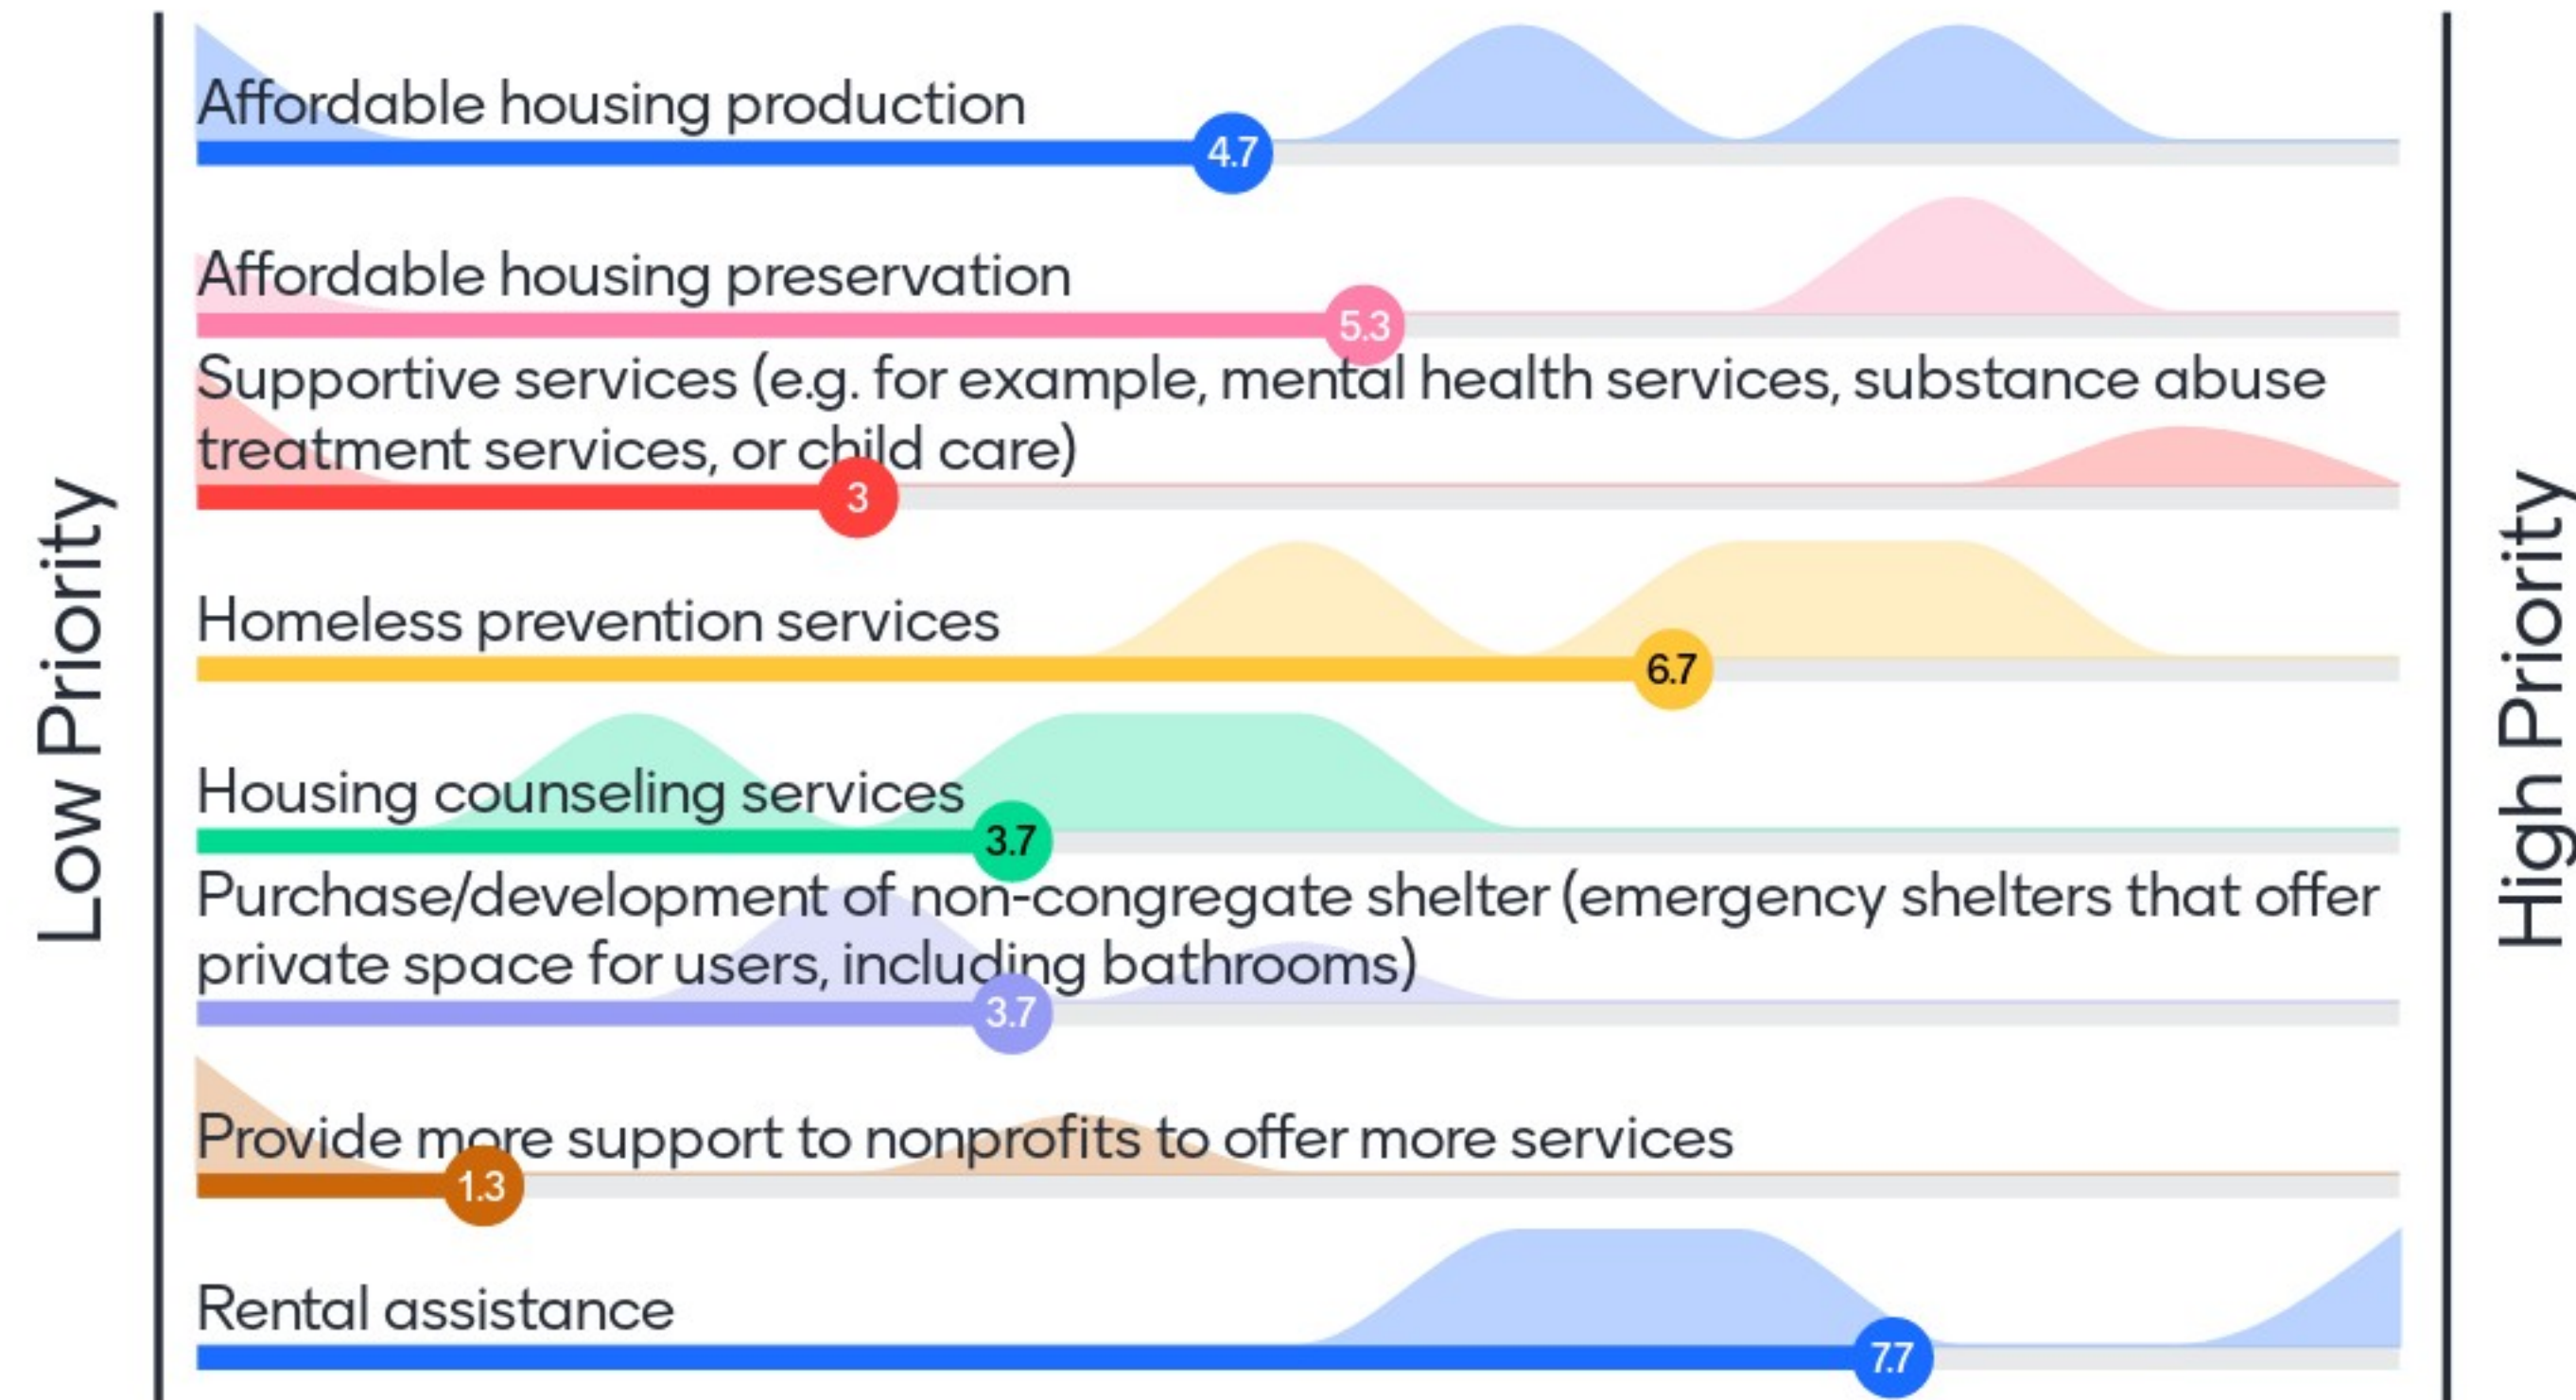 Affordable housing production
4.7
Affordable housing preservation
5.3
Supportive services (e.g. for example, mental health services, substance abuse
treatment services, or child care)
3
Low Priority
High Priority
Homeless prevention services
6.7
Housing counseling services
3.7
Purchase/development of non-congregate shelter (emergency shelters that offer
private space for users, including bathrooms)
3.7
Provide more support to nonprofits to offer more services
1.3
Rental assistance
7.7